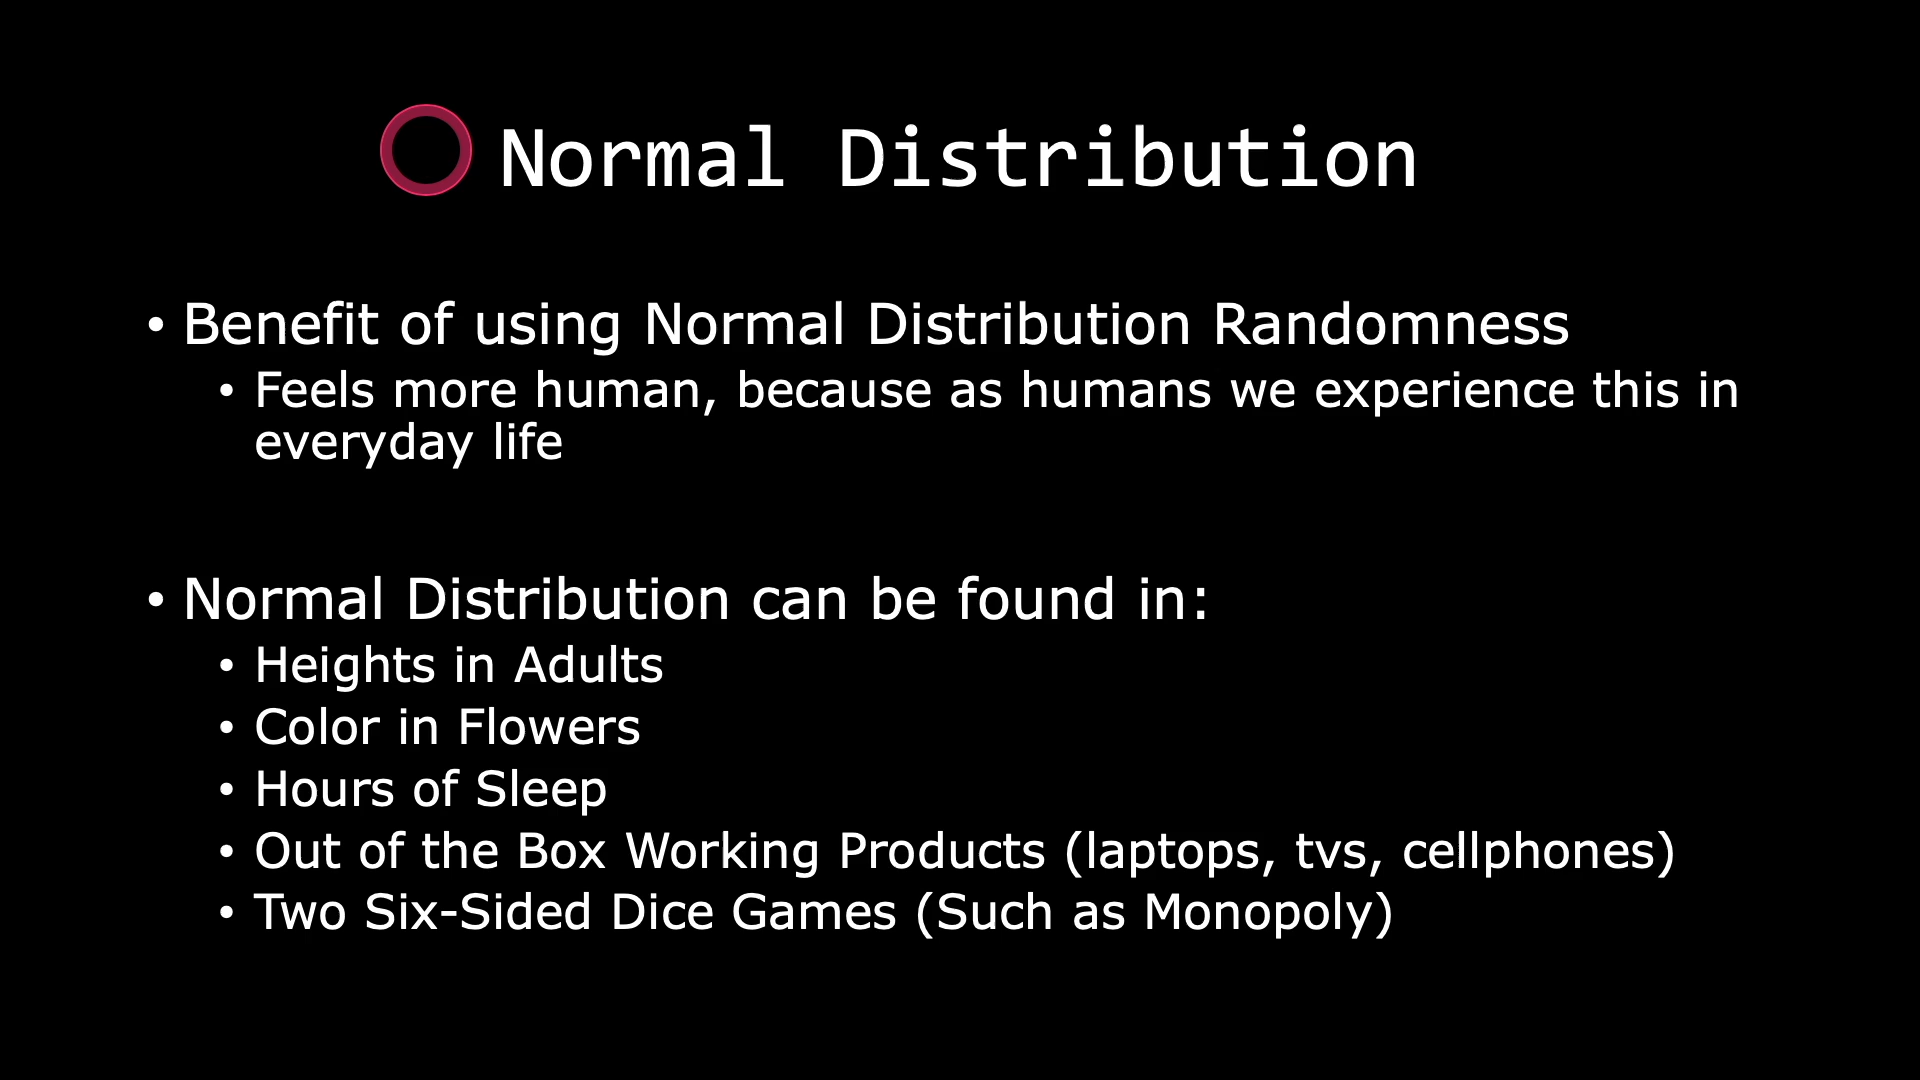 Normal Distribution
• Benefit of using Normal Distribution Randomness
• Feels more human, because as humans we experience this in
everyday life
• Normal Distribution can be found in:
• Heights in Adults
• Color in Flowers
• Hours of Sleep
• Out of the Box Working Products (laptops, tvs, cellphones)
• Two Six-Sided Dice Games (Such as Monopoly)